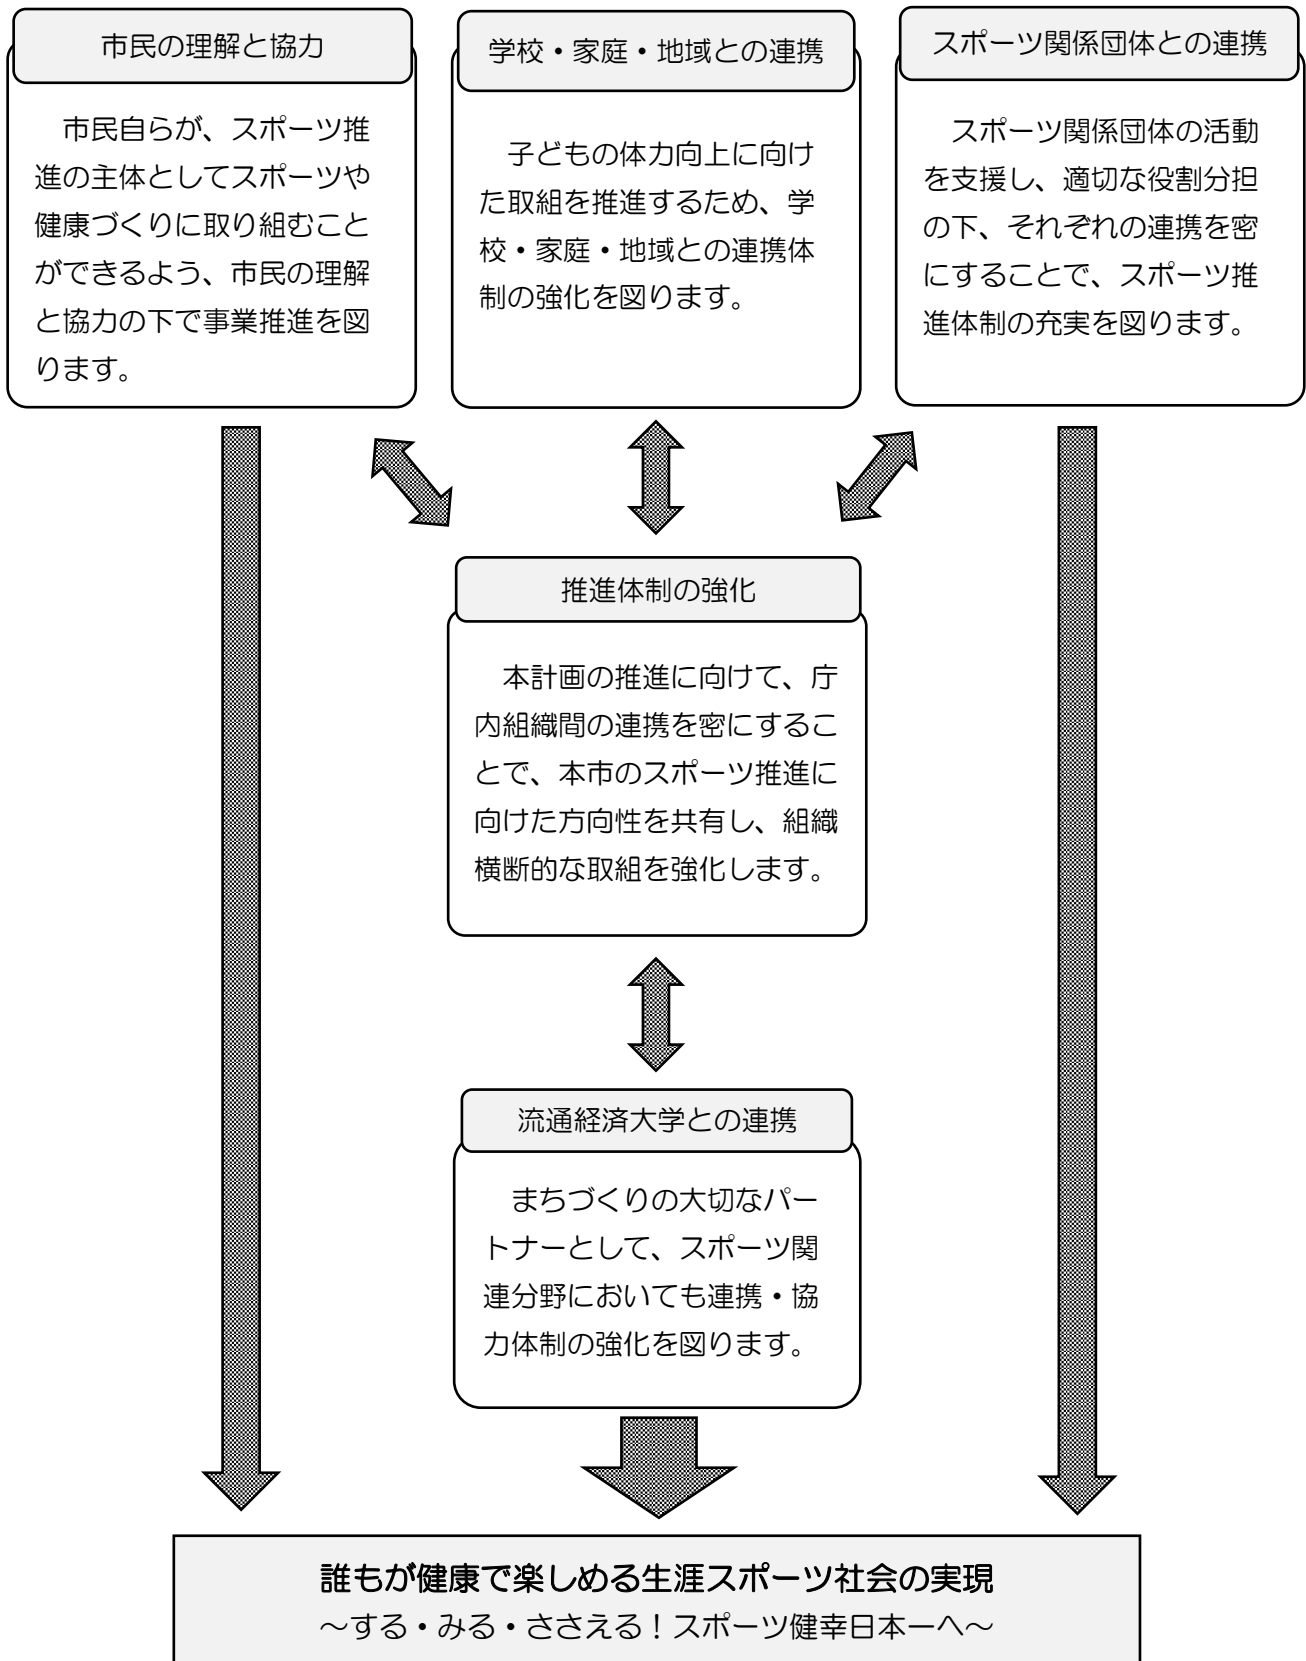 市民の理解と協力
市民自らが、スポーツ推
進の主体としてスポーツや
健康づくりに取り組むこと
ができるよう、市民の理解
と協力の下で事業推進を図
ります。
学校・家庭・地域との連携
子どもの体力向上に向け
た取組を推進するため、学
校・家庭・地域との連携体
制の強化を図ります。
スポーツ関係団体との連携
スポーツ関係団体の活動
を支援し、適切な役割分担
の下、それぞれの連携を密
にすることで、スポーツ推
進体制の充実を図ります。
推進体制の強化
本計画の推進に向けて、庁
内組織間の連携を密にするこ
とで、本市のスポーツ推進に
向けた方向性を共有し、組織
横断的な取組を強化します。
流通経済大学との連携
まちづくりの大切なパー
トナーとして、スポーツ関
連分野においても連携・協
力体制の強化を図ります。
誰もが健康で楽しめる生涯スポーツ社会の実現
～する・みる・ささえる！スポーツ健幸日本一へ～